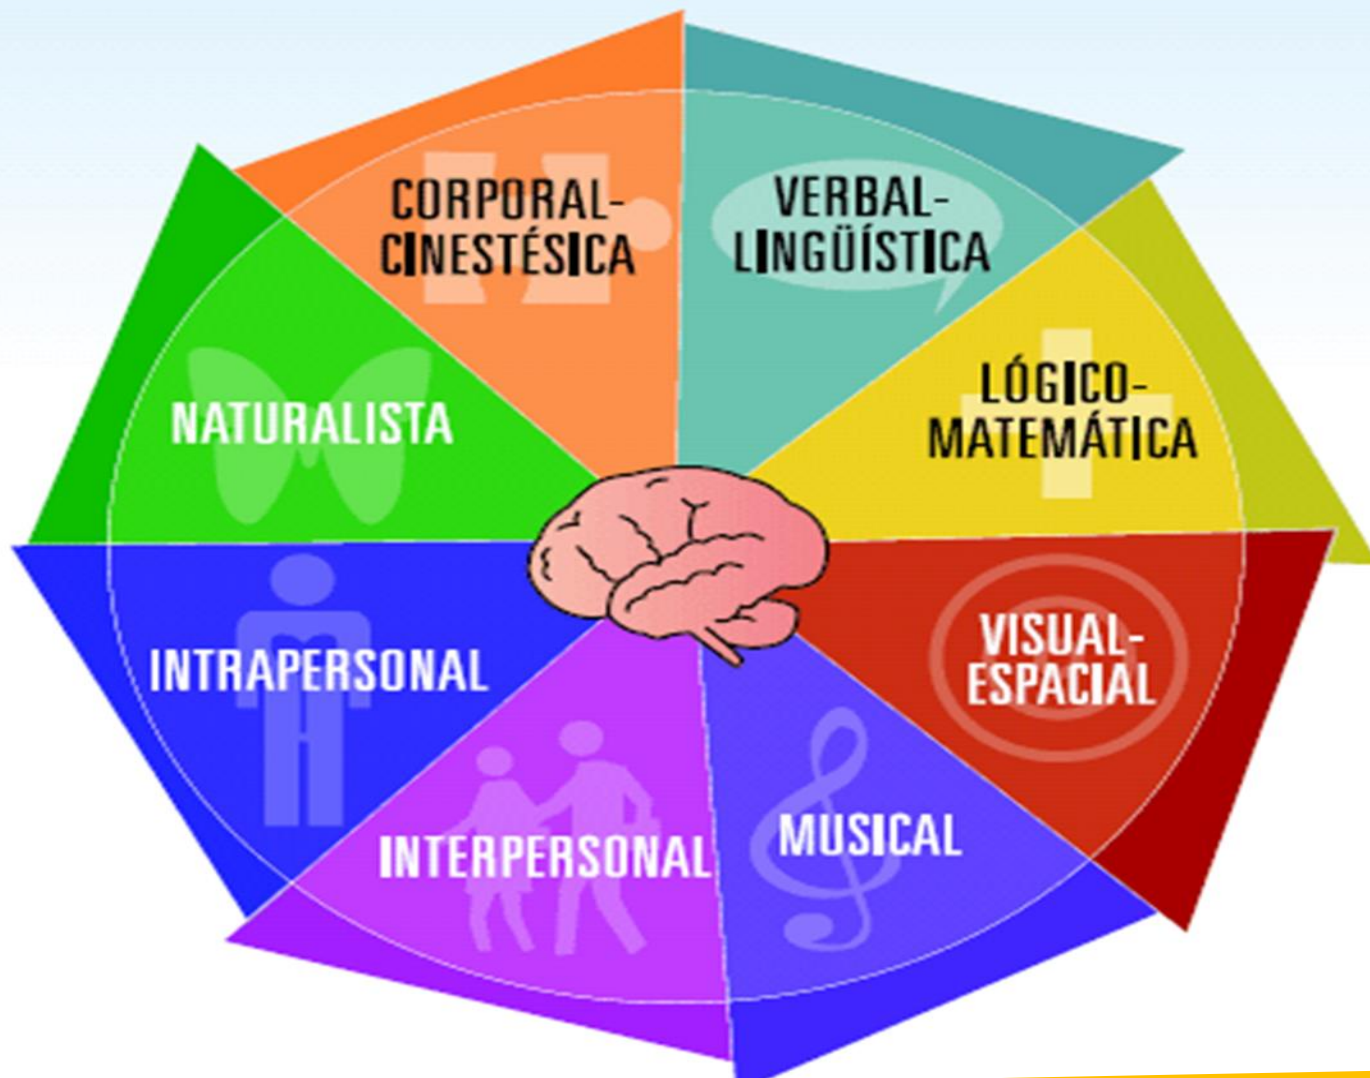 CORPORAL-
CINESTÉSICA
VERBAL-
LINGÜÍSTICA
LÓGICO-
MATEMÁTICA
VISUAL-
ESPACIAL
MUSICAL
INTERPERSONAL
INTRAPERSONAL
NATURALISTA